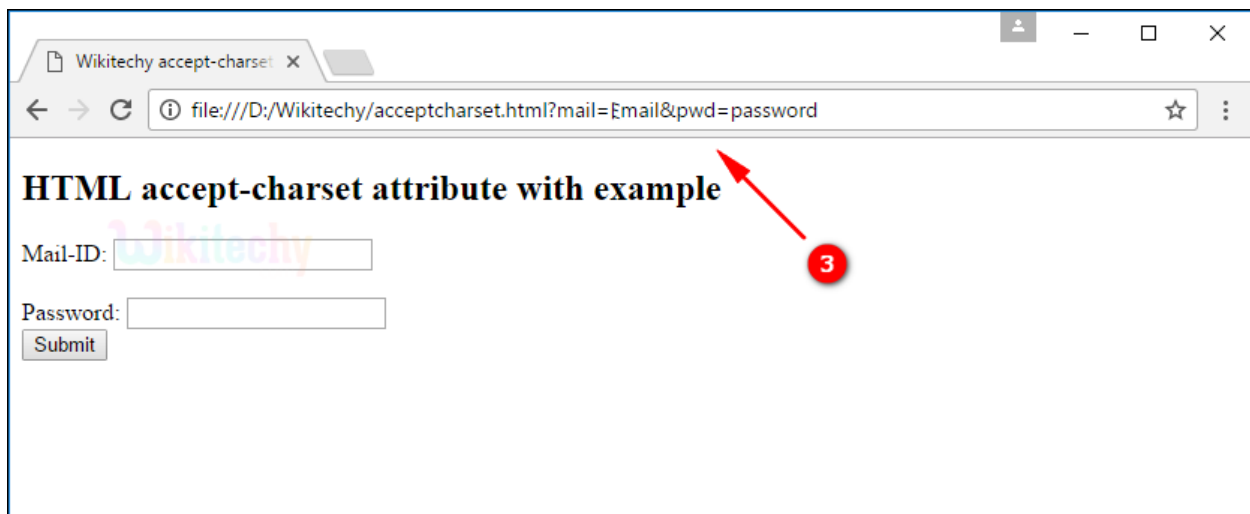 Wikitechy accept-charset
file:///D:/Wikitechy/acceptcharset.html?mail=Email&pwd=password
HTML accept-charset attribute with example
Wikitechy
Mail-ID:
Password:
Submit
3